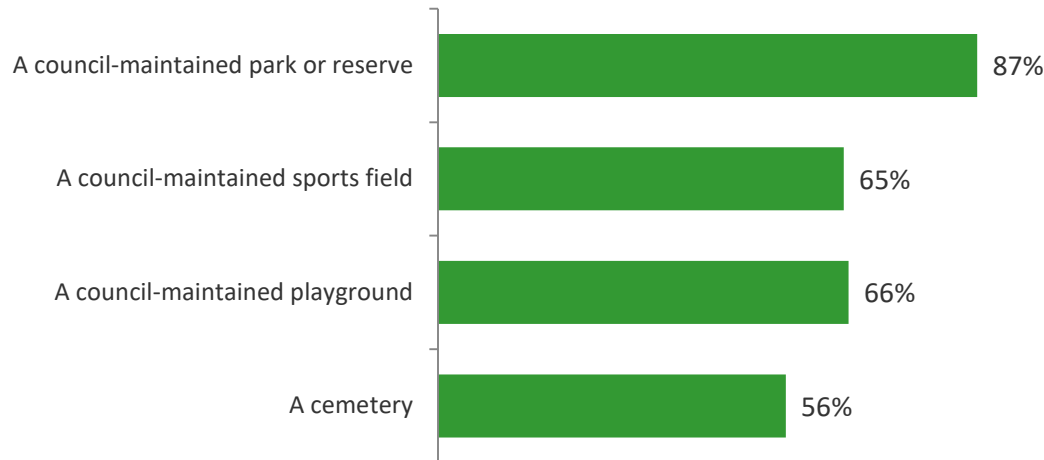 A council-maintained park or reserve 87%
A council-maintained sports field 65%
A council-maintained playground 66%
A cemetery 56%